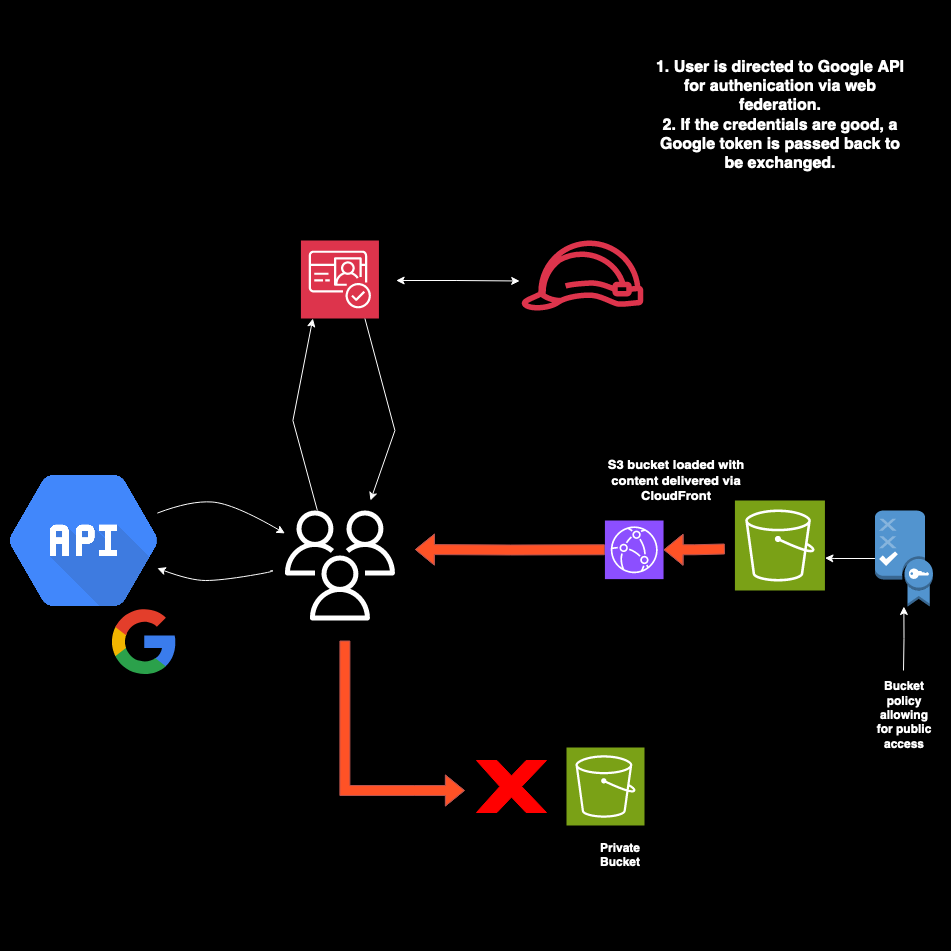 1. User is directed to Google API
for authenication via web
federation.
2. If the credentials are good, a
Google token is passed back to
be exchanged.
S3 bucket loaded with
content delivered via
CloudFront
API
Bucket
policy
allowing
for public
access
Private
Bucket